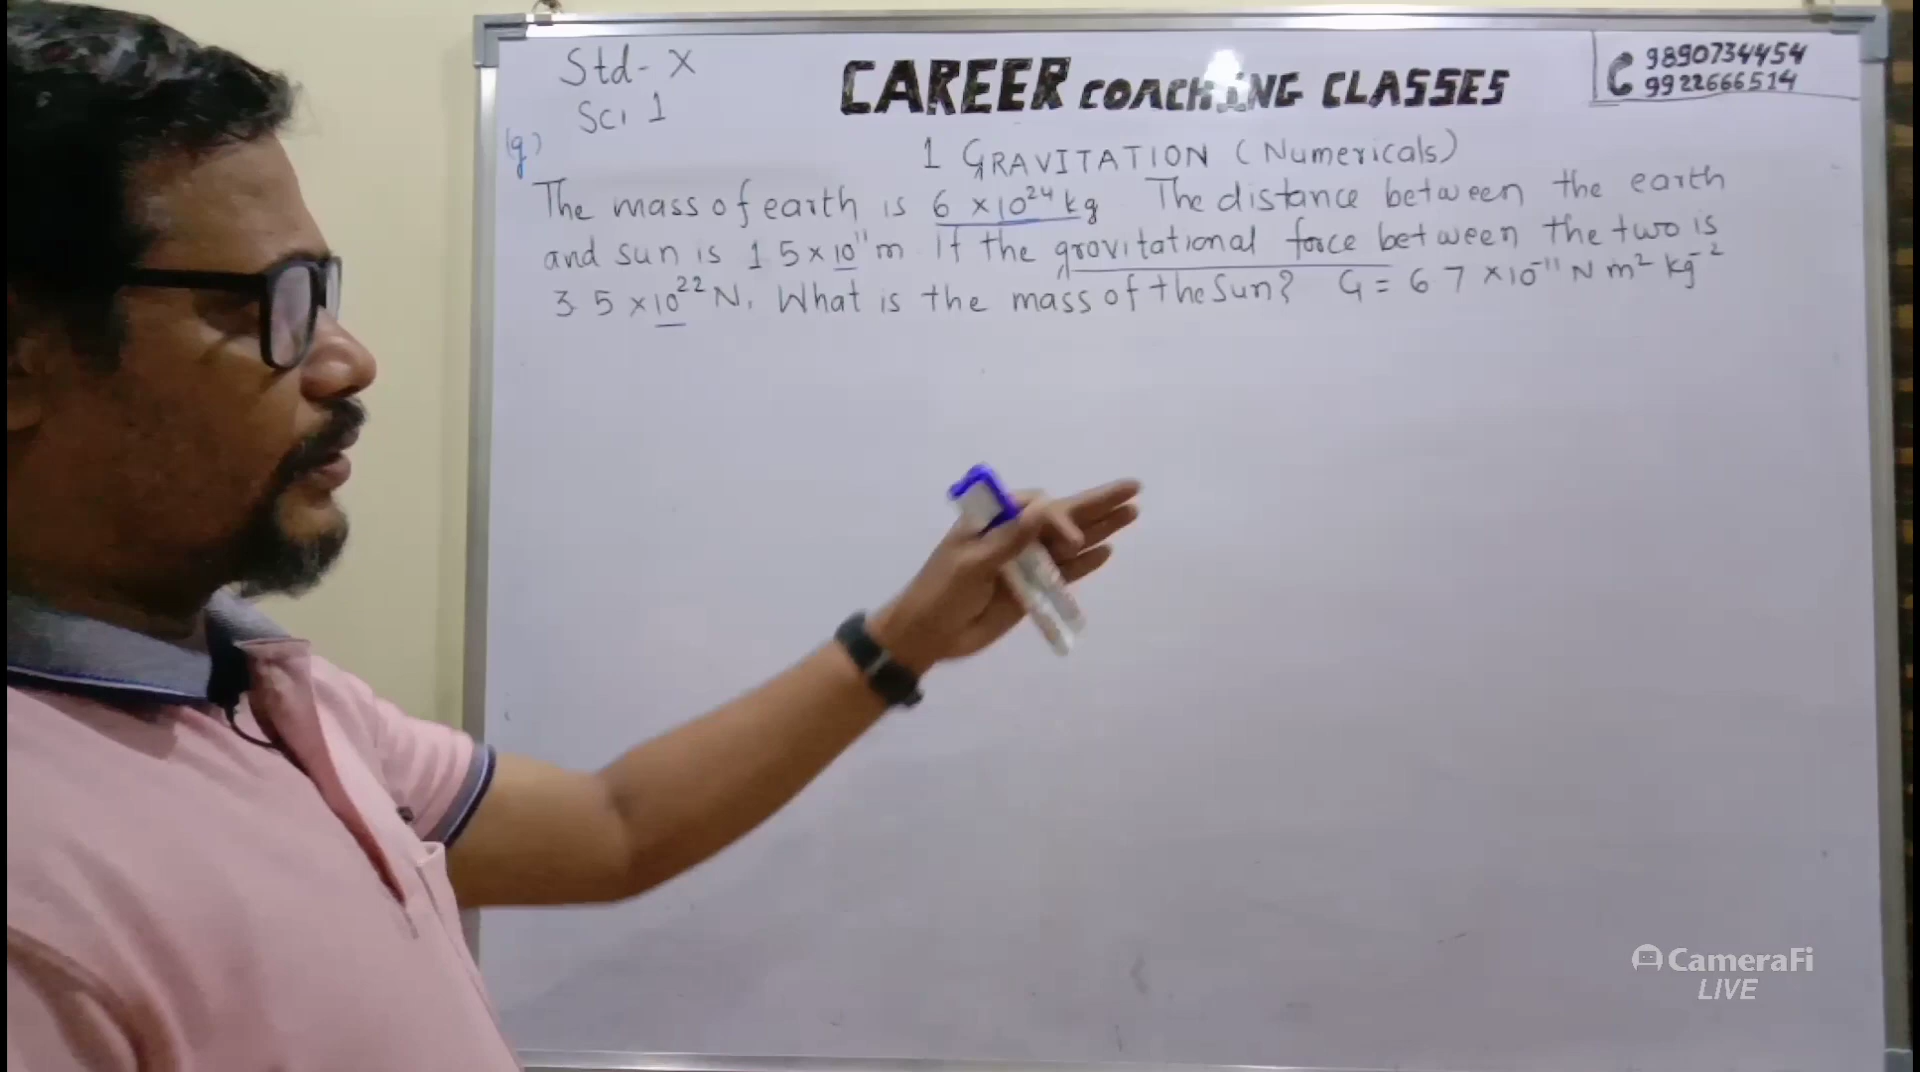 Std- X
Sci 1
CAREER COACHING CLASSES
9890734454
9922666514
(g)
1 GRAVITATION (Numericals)
The mass of earth is 6 ×10²⁴ kg The distance between the earth
and sun is 1 5×10¹¹ m If the gravitational force between the two is
3 5 ×10²² N. What is the mass of the Sun? G = 6 7 ×10⁻¹¹ N m² kg⁻²
CameraFi
LIVE